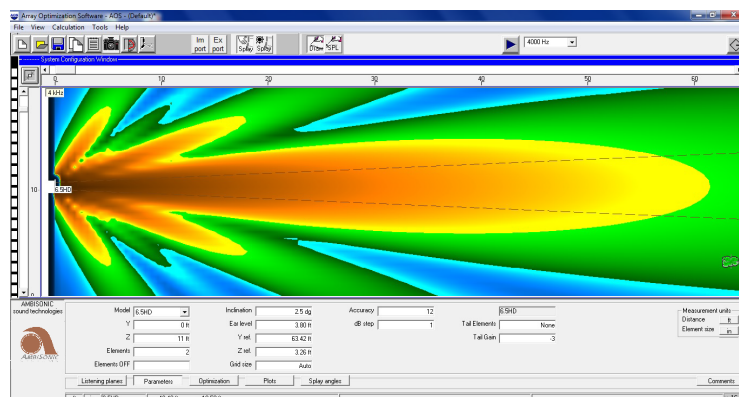 Array Optimization Software - AOS - (Default)*
File View Calculation Tools Help
Im port Ex port Splay Splay Draw SPL 4000 Hz
System Configuration Window
0 10 20 30 40 50 60
4 kHz
10
6.5HD
0
AMBISONIC
sound technologies
AMBISONIC
Model 6.5HD
Y 0 ft
Z 11 ft
Elements 2
Elements OFF
Inclination 2.5 dg
Ear level 3.80 ft
Y ref. 63.42 ft
Z ref. 3.26 ft
Grid size Auto
Accuracy 12
dB step 1
6.5HD
Tail Elements None
Tail Gain -3
Measurement units
Distance ft
Element size in
Listening planes Parameters Optimization Plots Splay angles Comments